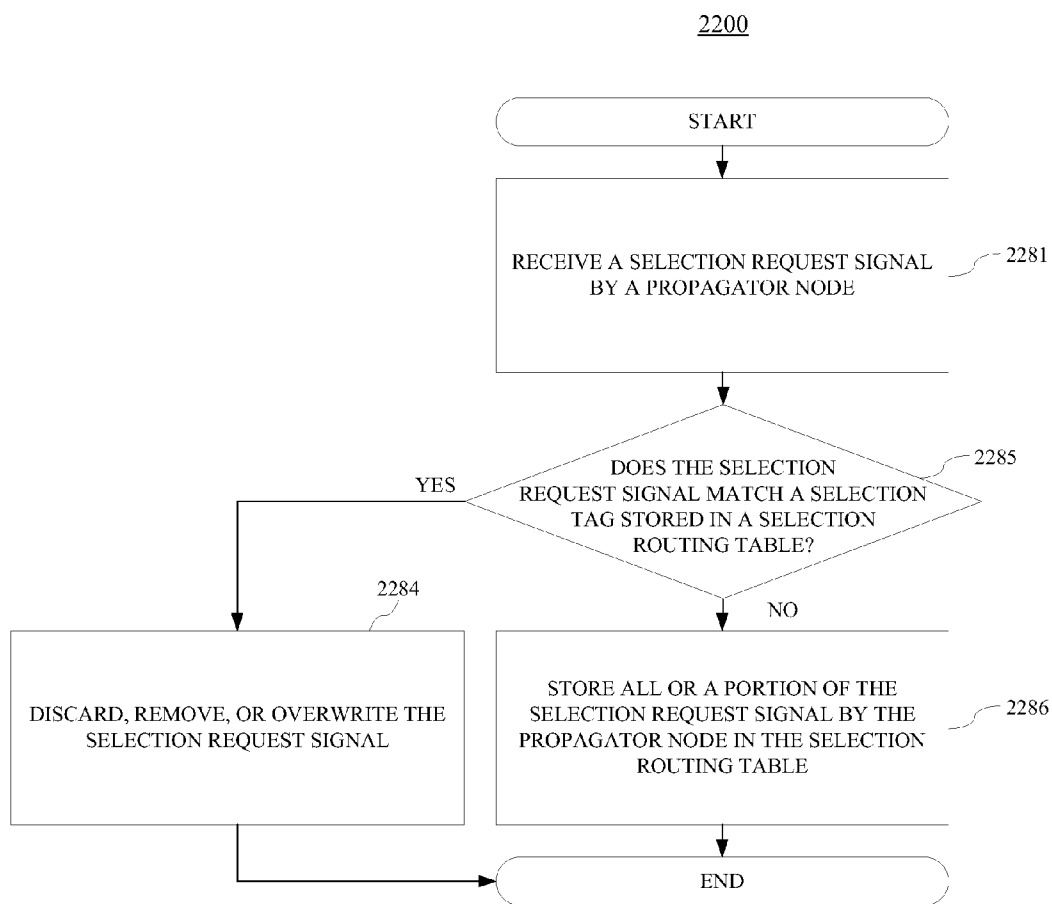 2200
START
RECEIVE A SELECTION REQUEST SIGNAL
BY A PROPAGATOR NODE
2281
DOES THE SELECTION
REQUEST SIGNAL MATCH A SELECTION
TAG STORED IN A SELECTION
ROUTING TABLE?
2285
YES
NO
2284
DISCARD, REMOVE, OR OVERWRITE THE
SELECTION REQUEST SIGNAL
STORE ALL OR A PORTION OF THE
SELECTION REQUEST SIGNAL BY THE
PROPAGATOR NODE IN THE SELECTION
ROUTING TABLE
2286
END